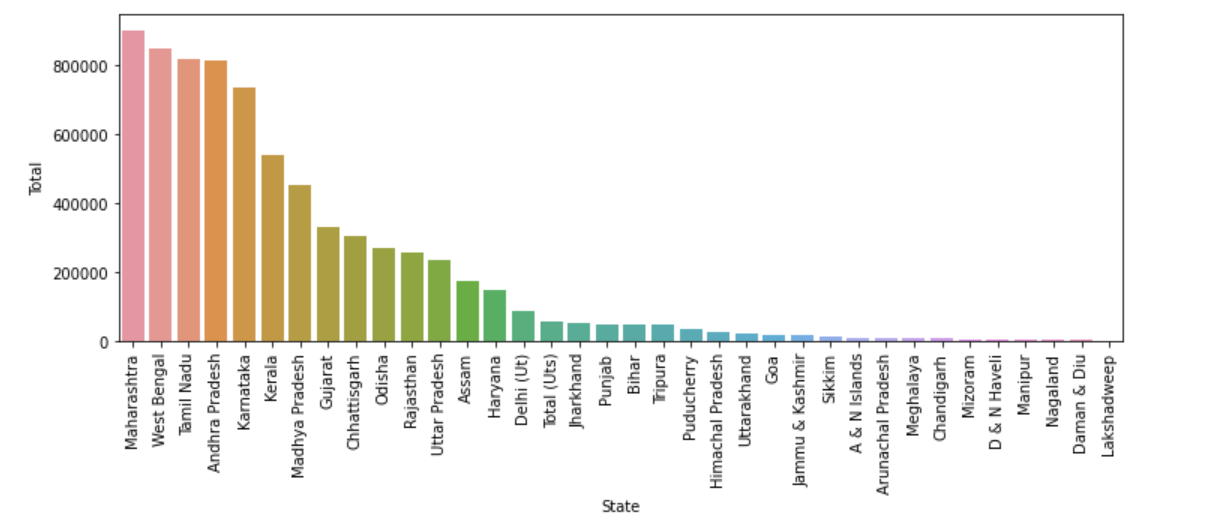 800000
600000
400000
200000
0
Total
Maharashtra
West Bengal
Tamil Nadu
Andhra Pradesh
Karnataka
Kerala
Madhya Pradesh
Gujarat
Chhattisgarh
Odisha
Rajasthan
Uttar Pradesh
Assam
Haryana
Delhi (Ut)
Total (Uts)
Jharkhand
Punjab
Bihar
Tripura
Puducherry
Himachal Pradesh
Uttarakhand
Goa
Jammu & Kashmir
Sikkim
A & N Islands
Arunachal Pradesh
Meghalaya
Chandigarh
Mizoram
D & N Haveli
Manipur
Nagaland
Daman & Diu
Lakshadweep
State